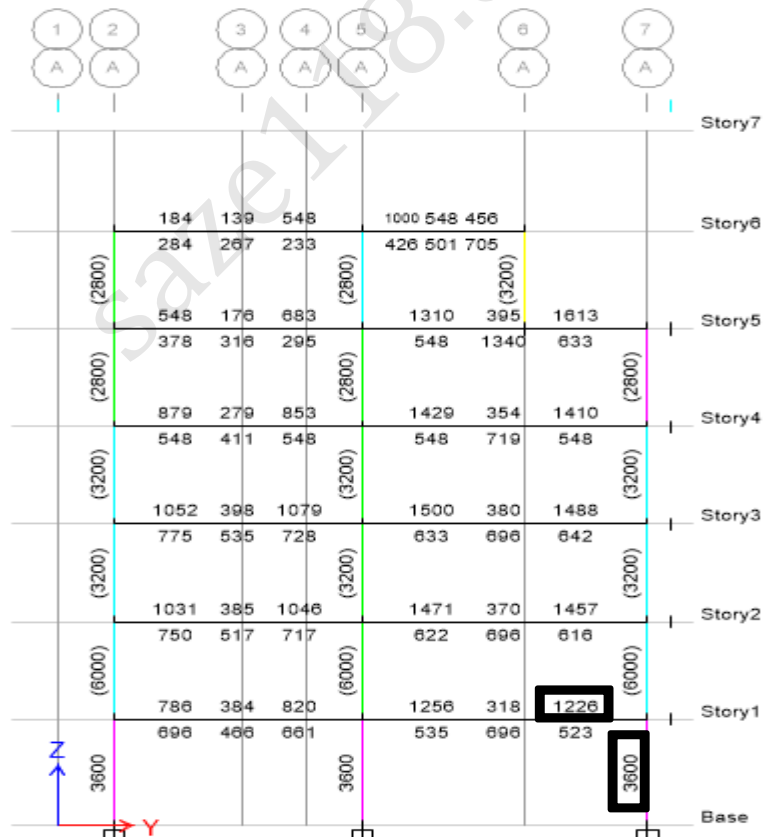 1 2 3 4 5 6 7
A A A A A A A
Story7
184 139 548 1000 548 456 Story6
284 267 233 426 501 705
(2800) (2800) (3200)
548 176 683 1310 395 1613 Story5
378 316 295 548 1340 633
(2800) (2800) (2800)
879 279 853 1429 354 1410 Story4
548 411 548 548 719 548
(3200) (3200) (3200)
1052 398 1079 1500 380 1488 Story3
775 535 728 633 696 642
(3200) (3200) (3200)
1031 385 1046 1471 370 1457 Story2
750 517 717 622 696 616
(6000) (6000) (6000)
786 384 820 1256 318 1226 Story1
696 466 661 535 696 523
Z
3600 3600 3600
Base
Y